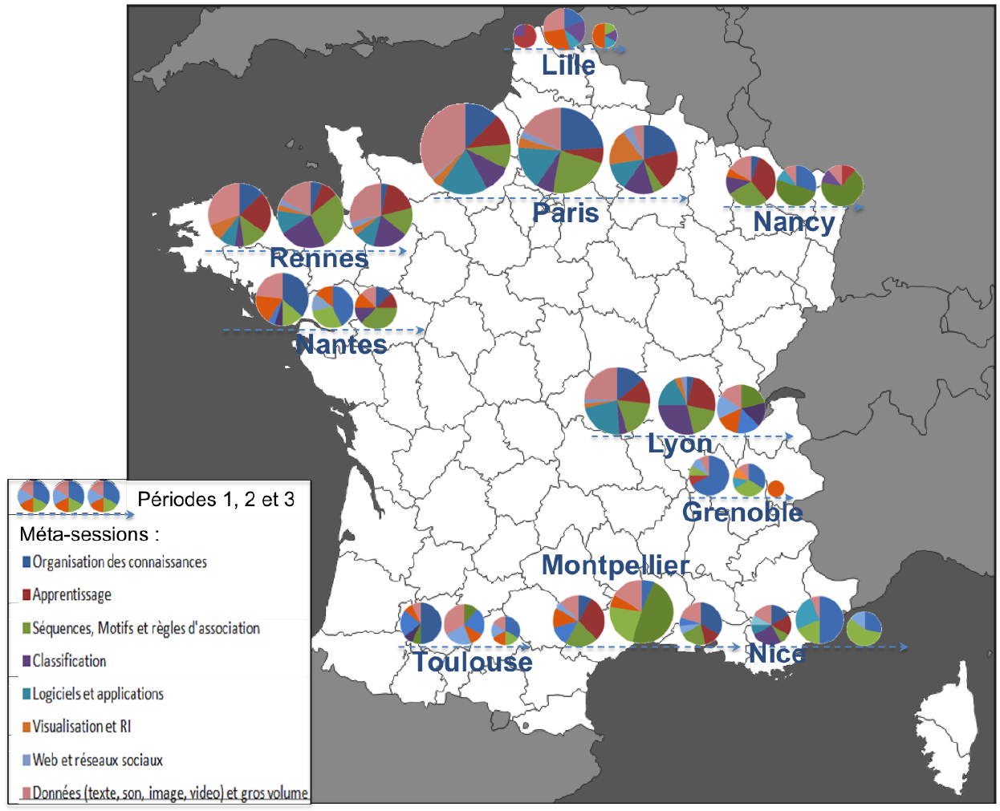 Lille
Paris
Nancy
Rennes
Nantes
Lyon
Grenoble
Montpellier
Toulouse
Nice
Périodes 1, 2 et 3
Méta-sessions :
Organisation des connaissances
Apprentissage
Séquences, Motifs et règles d'association
Classification
Logiciels et applications
Visualisation et RI
Web et réseaux sociaux
Données (texte, son, image, video) et gros volume